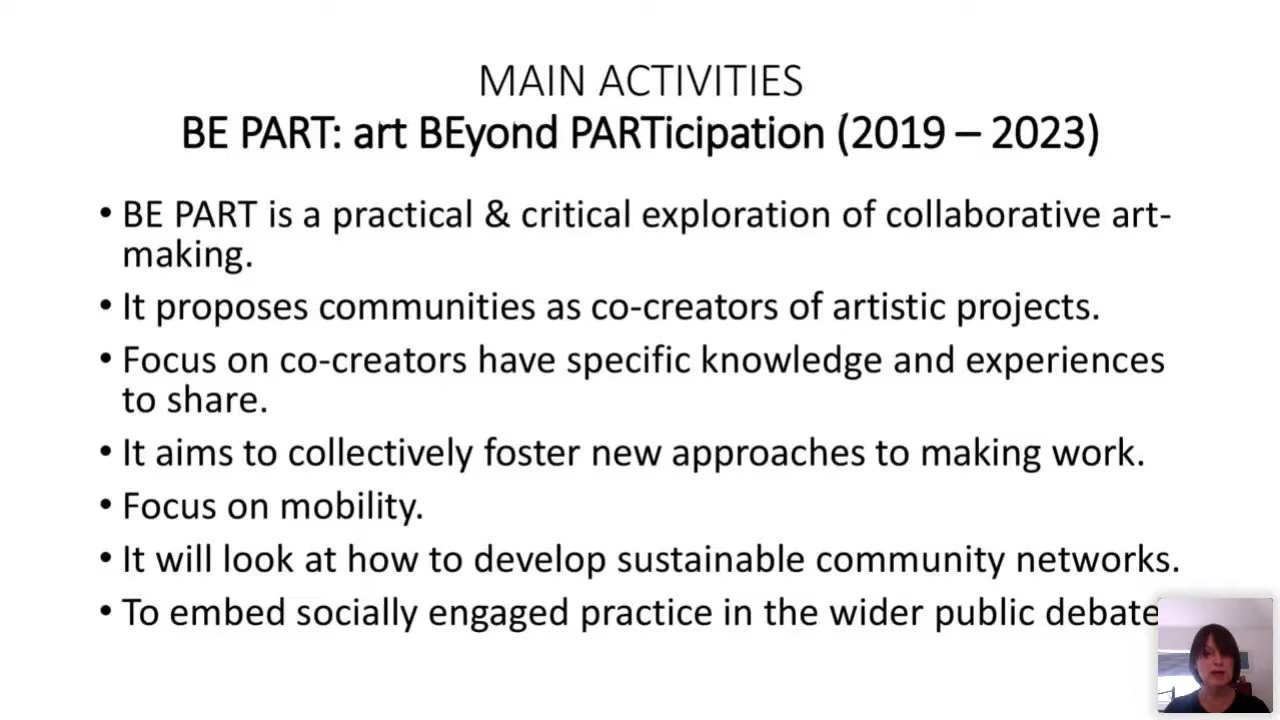 MAIN ACTIVITIES
BE PART: art BEyond PARTicipation (2019 – 2023)
• BE PART is a practical & critical exploration of collaborative art-
making.
• It proposes communities as co-creators of artistic projects.
• Focus on co-creators have specific knowledge and experiences
to share.
• It aims to collectively foster new approaches to making work.
• Focus on mobility.
• It will look at how to develop sustainable community networks.
• To embed socially engaged practice in the wider public debate